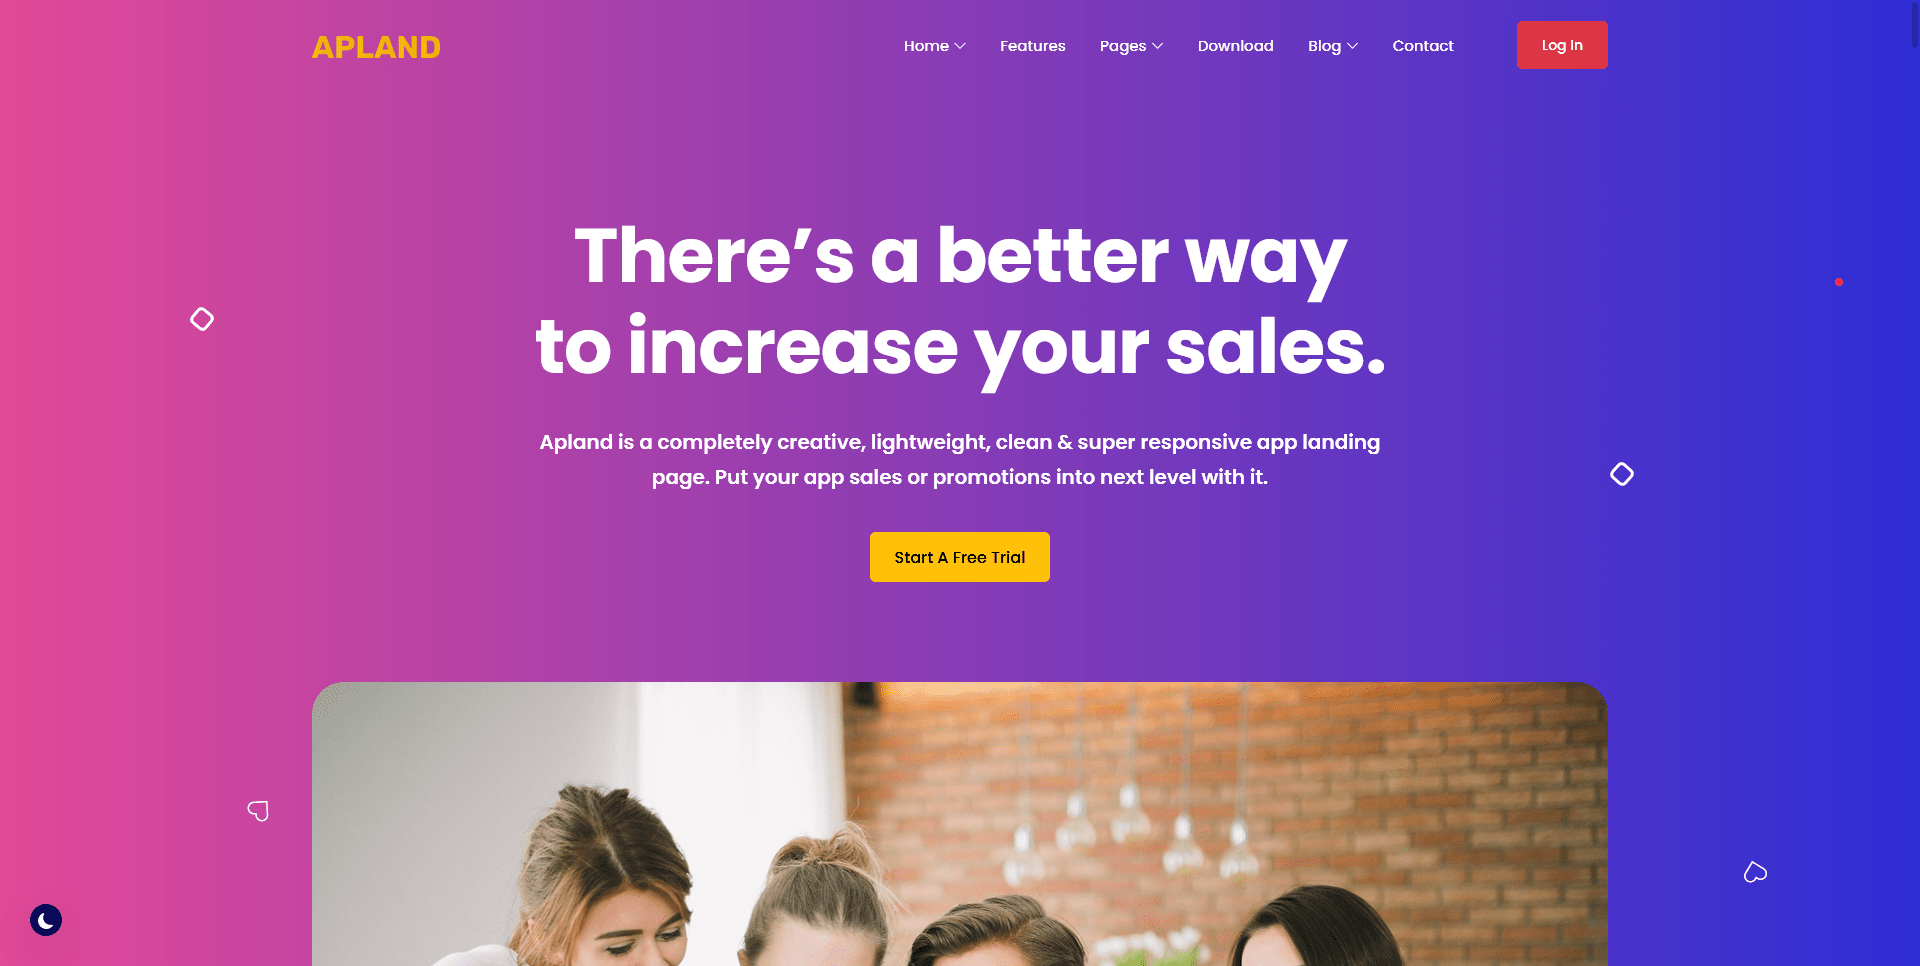 APLAND
Home
Features
Pages
Download
Blog
Contact
Log In
There’s a better way
to increase your sales.
Apland is a completely creative, lightweight, clean & super responsive app landing
page. Put your app sales or promotions into next level with it.
Start A Free Trial